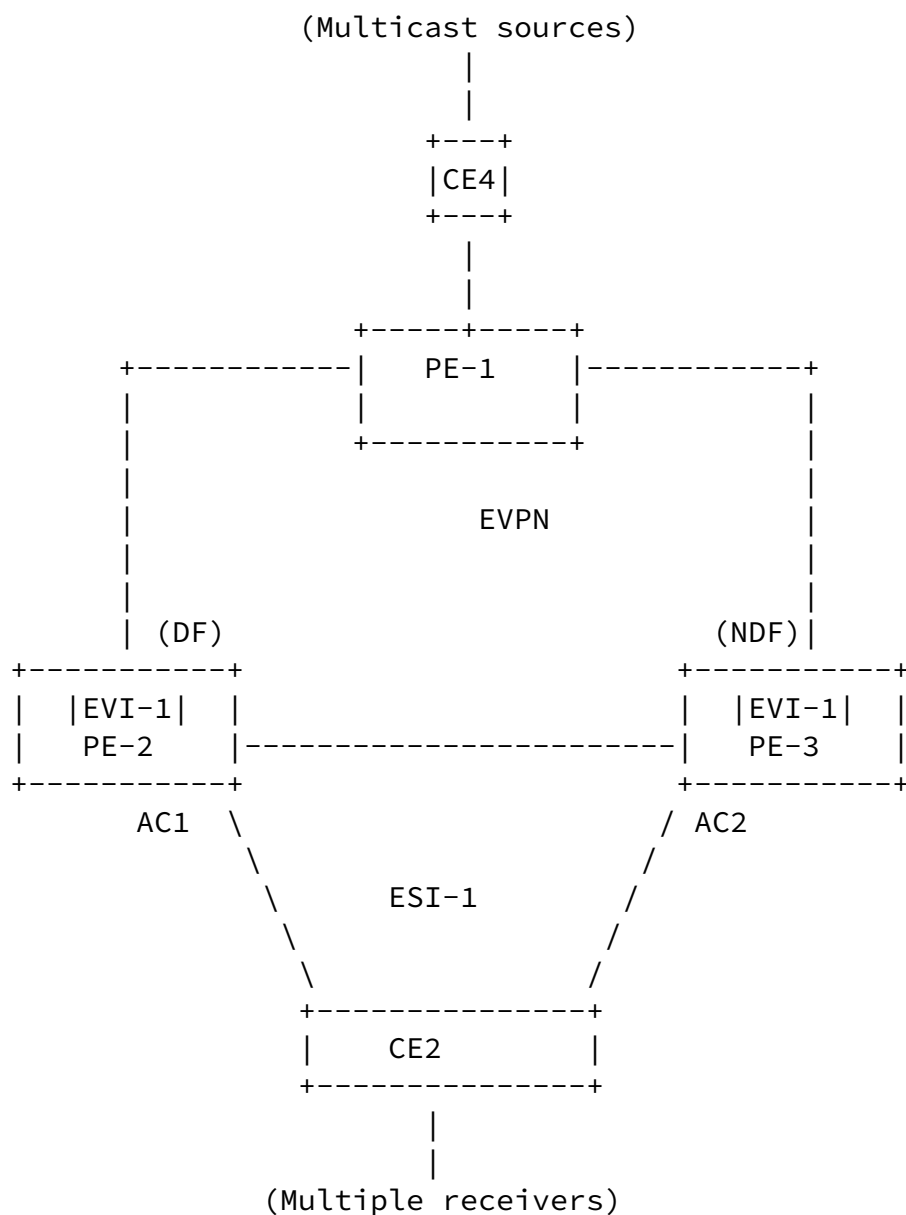 (Multicast sources)
CE4
PE-1
EVPN
(DF) (NDF)
EVI-1 EVI-1
PE-2 PE-3
AC1 AC2
ESI-1
CE2
(Multiple receivers)